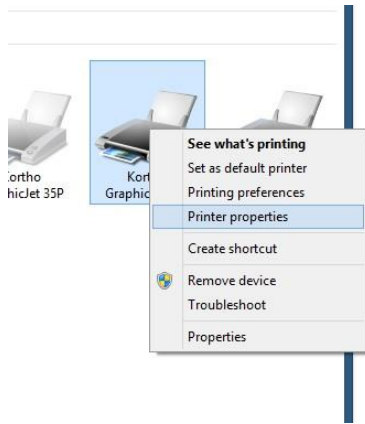 ortho
hicJet 35P
Kort
Graphic
See what's printing
Set as default printer
Printing preferences
Printer properties
Create shortcut
Remove device
Troubleshoot
Properties